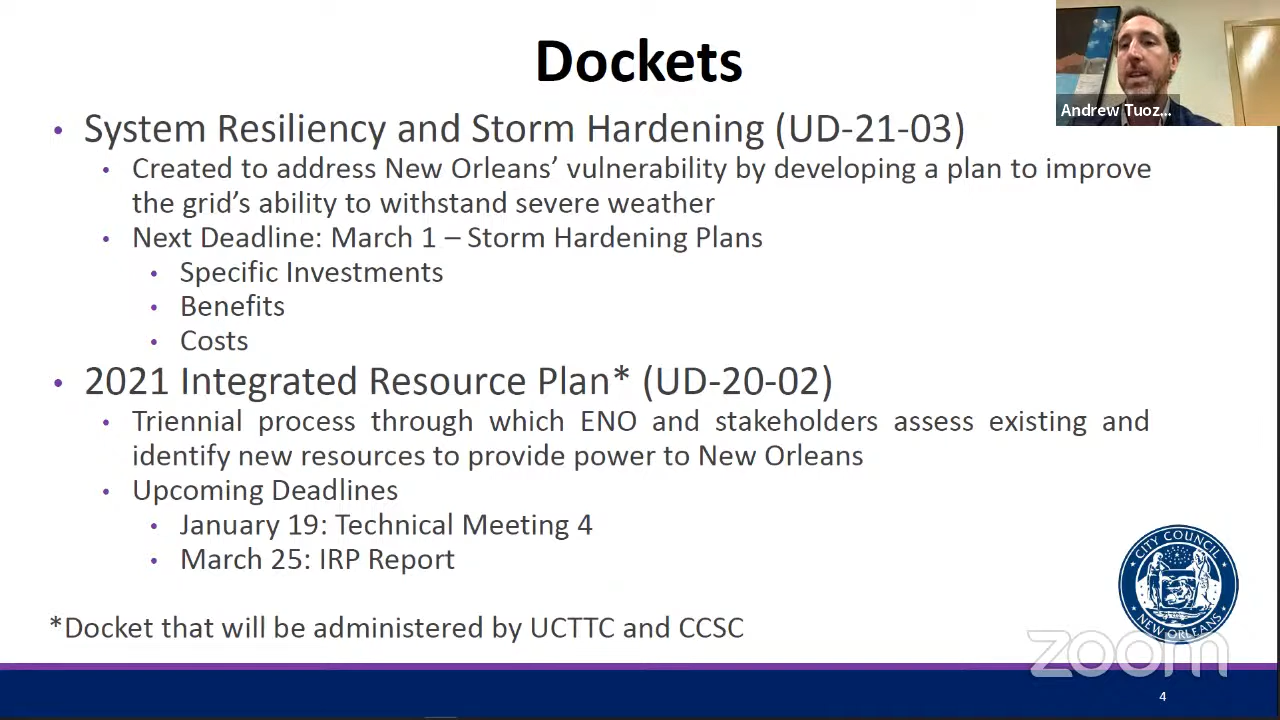 Dockets
Andrew Tuoz...
• System Resiliency and Storm Hardening (UD-21-03)
• Created to address New Orleans’ vulnerability by developing a plan to improve
the grid’s ability to withstand severe weather
• Next Deadline: March 1 – Storm Hardening Plans
• Specific Investments
• Benefits
• Costs
• 2021 Integrated Resource Plan* (UD-20-02)
• Triennial process through which ENO and stakeholders assess existing and
identify new resources to provide power to New Orleans
• Upcoming Deadlines
• January 19: Technical Meeting 4
• March 25: IRP Report
CITY COUNCIL
NEW ORLEANS
*Docket that will be administered by UCTTC and CCSC
zoom
4